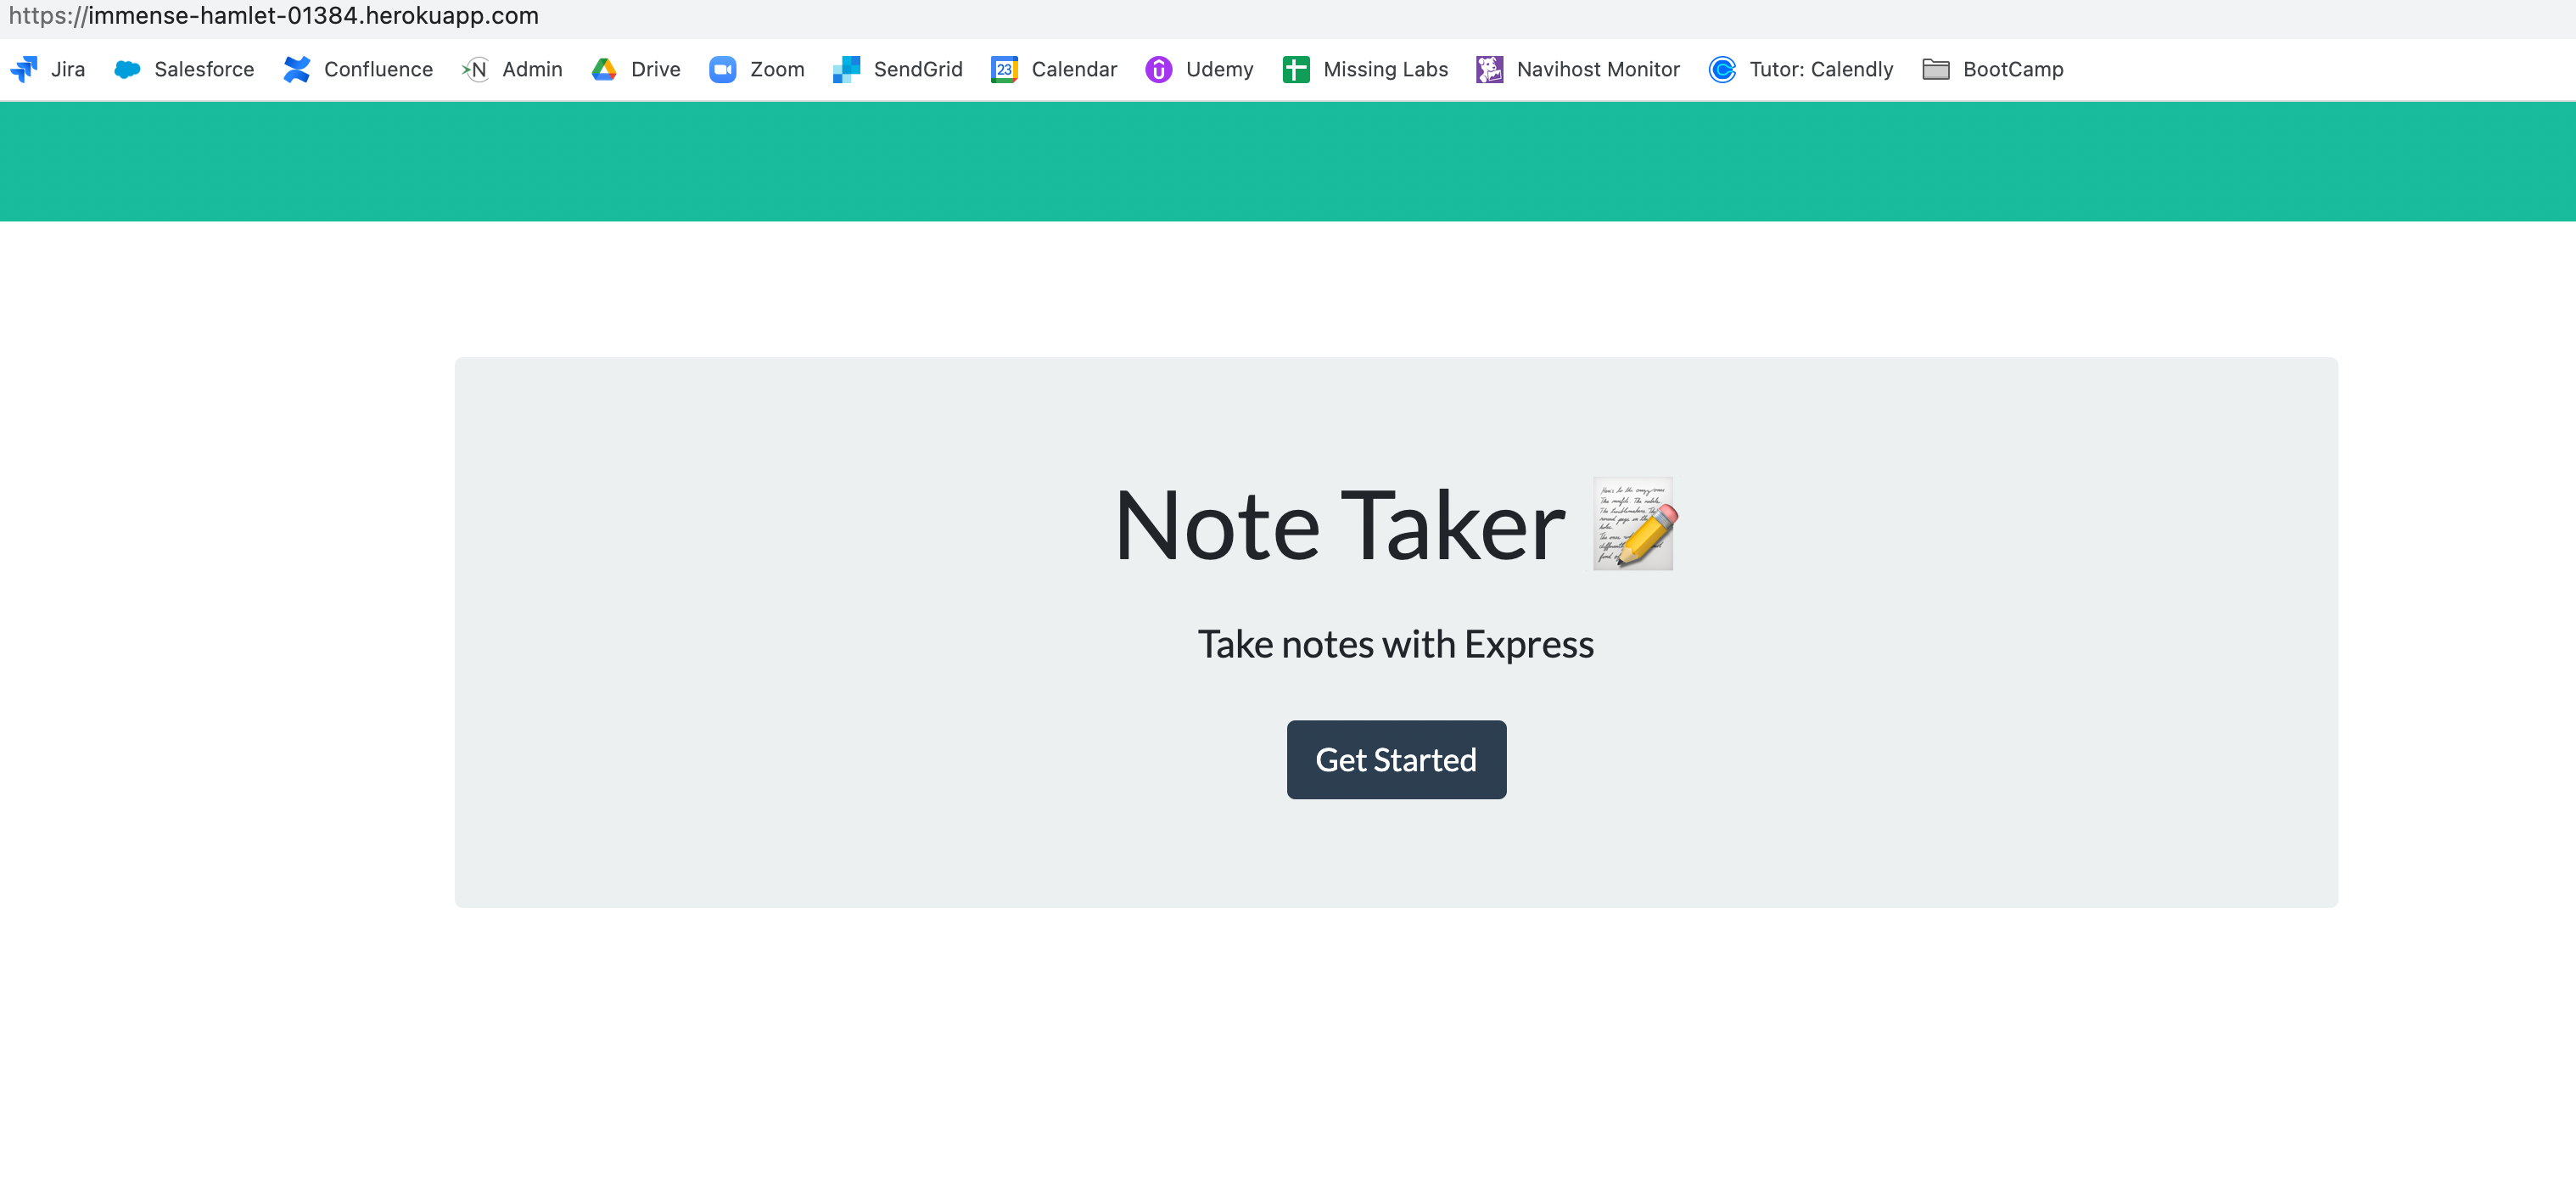 https://immense-hamlet-01384.herokuapp.com
Jira Salesforce Confluence N Admin Drive Zoom SendGrid 23 Calendar Udemy Missing Labs Navihost Monitor Tutor: Calendly BootCamp
Note Taker
Take notes with Express
Get Started